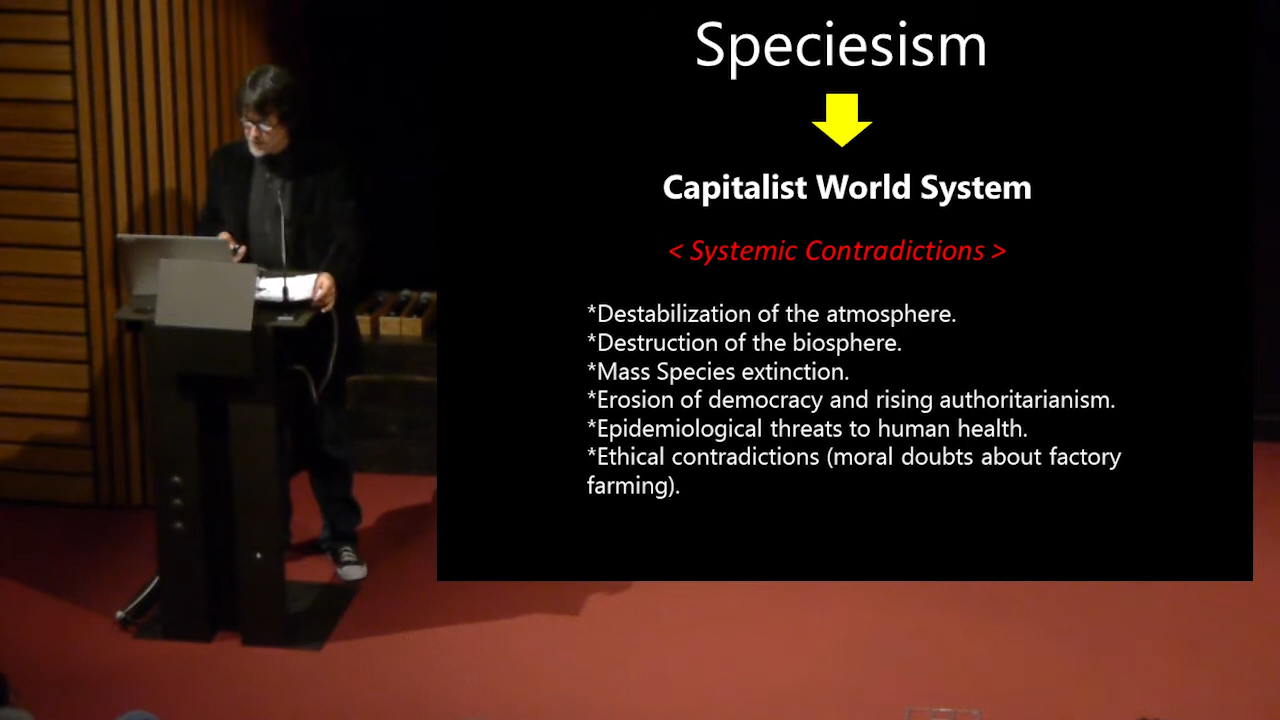 Speciesism
Capitalist World System
< Systemic Contradictions >
*Destabilization of the atmosphere.
*Destruction of the biosphere.
*Mass Species extinction.
*Erosion of democracy and rising authoritarianism.
*Epidemiological threats to human health.
*Ethical contradictions (moral doubts about factory
farming).